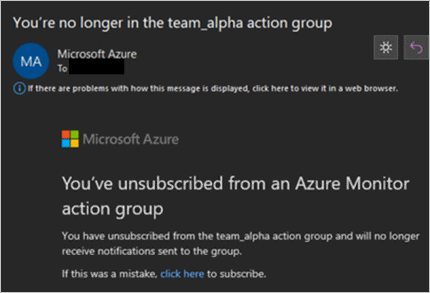 You're no longer in the team_alpha action group
MA
Microsoft Azure
To
If there are problems with how this message is displayed, click here to view it in a web browser.
Microsoft Azure
You've unsubscribed from an Azure Monitor
action group
You have unsubscribed from the team_alpha action group and will no longer
receive notifications sent to the group.
If this was a mistake, click here to subscribe.